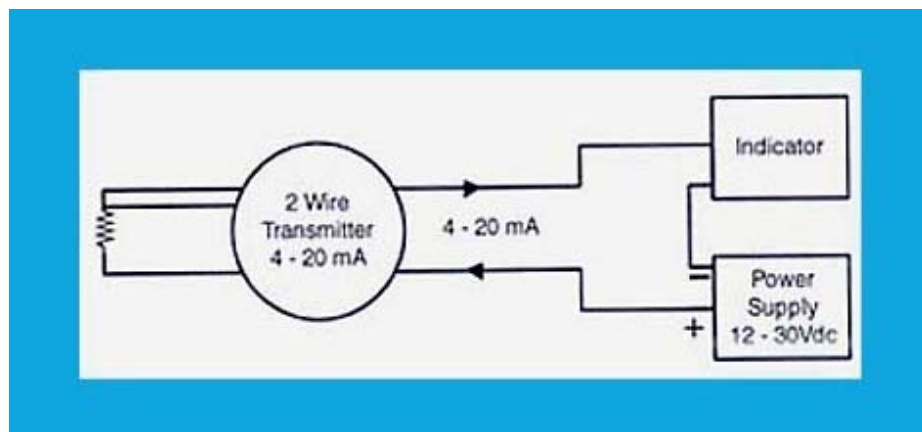 2 Wire
Transmitter
4 - 20 mA
4 - 20 mA
Indicator
−
+
Power
Supply
12 - 30Vdc